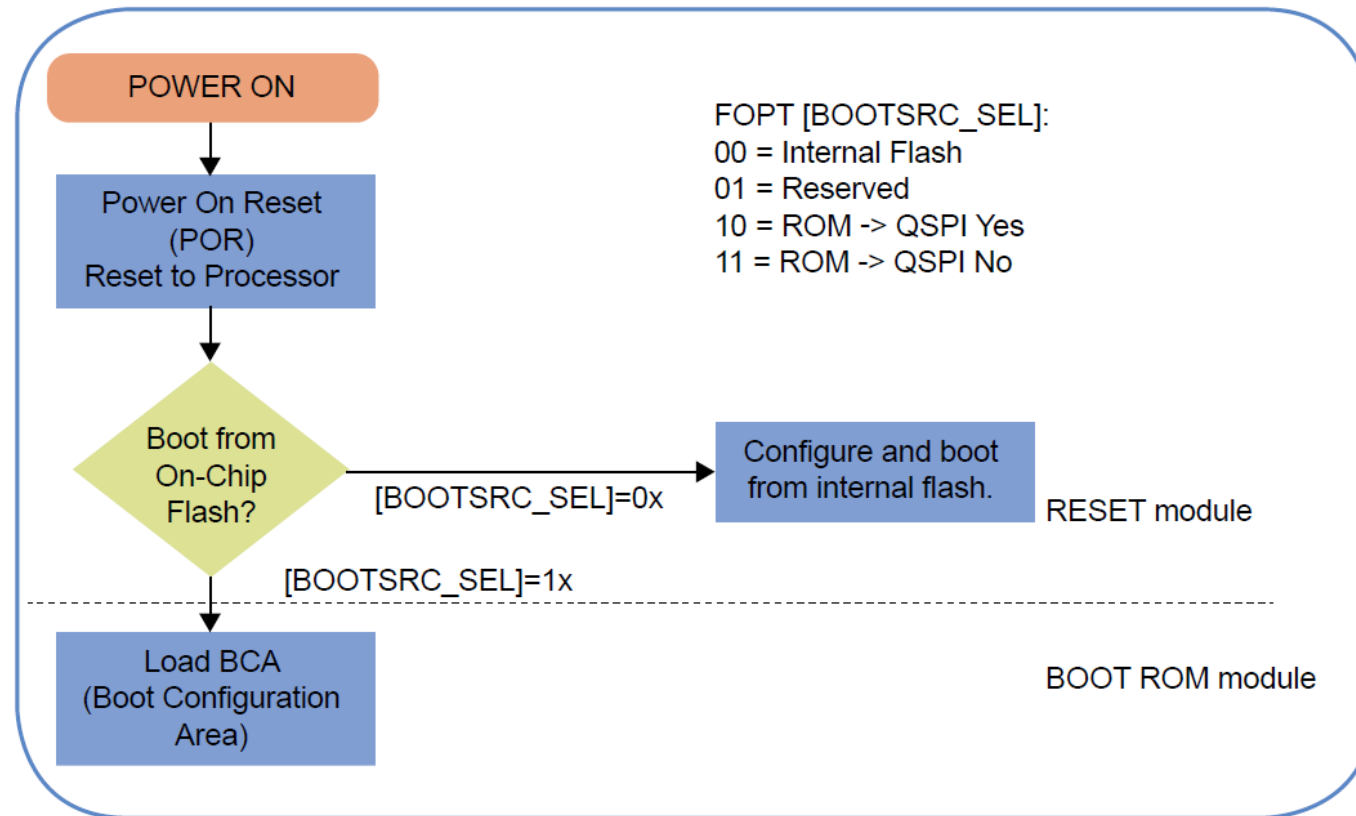 POWER ON
FOPT [BOOTSRC_SEL]:
00 = Internal Flash
01 = Reserved
10 = ROM -> QSPI Yes
11 = ROM -> QSPI No
Power On Reset
(POR)
Reset to Processor
Boot from
On-Chip
Flash?
[BOOTSRC_SEL]=0x
Configure and boot
from internal flash.
RESET module
[BOOTSRC_SEL]=1x
Load BCA
(Boot Configuration
Area)
BOOT ROM module